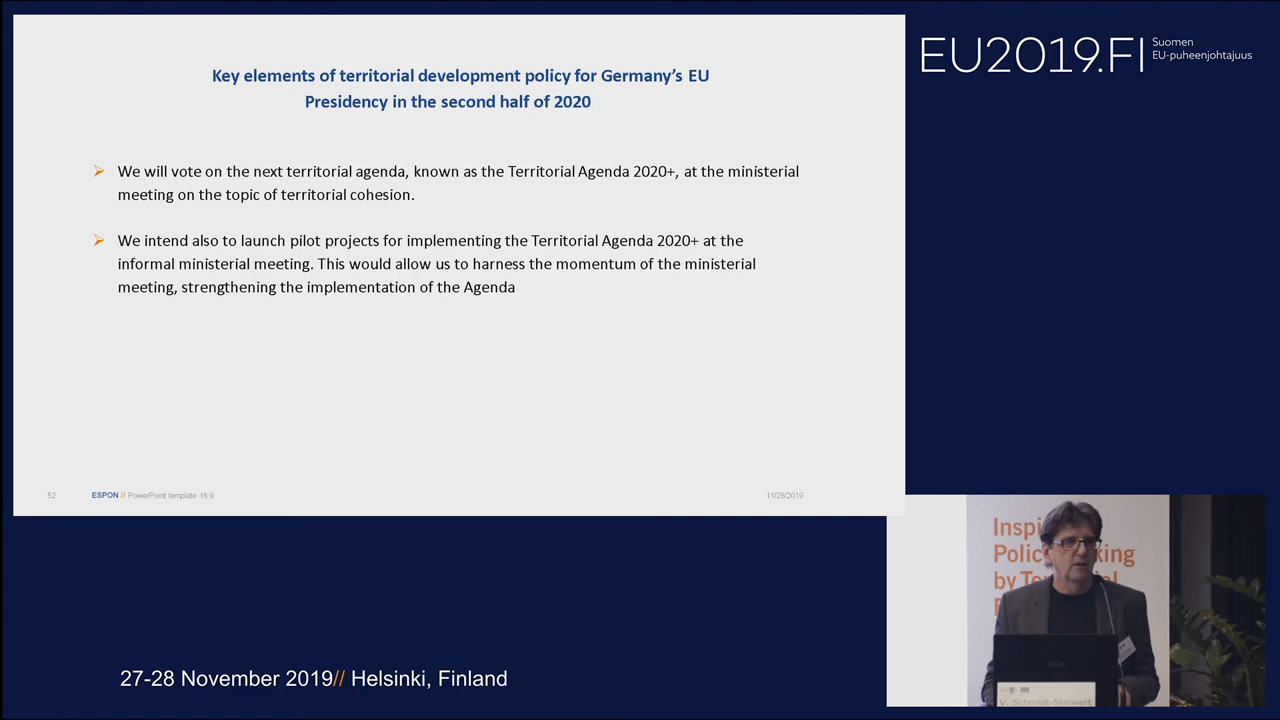 Key elements of territorial development policy for Germany's EU
Presidency in the second half of 2020
We will vote on the next territorial agenda, known as the Territorial Agenda 2020+, at the ministerial
meeting on the topic of territorial cohesion.
We intend also to launch pilot projects for implementing the Territorial Agenda 2020+ at the
informal ministerial meeting. This would allow us to harness the momentum of the ministerial
meeting, strengthening the implementation of the Agenda
52
ESPON // PowerPoint template 16:9
11/28/2019
EU2019.FI
Suomen
EU-puheenjohtajuus
Inspi
Polic king
by Te ial
V. Schmidt-Seiwert
27-28 November 2019// Helsinki, Finland